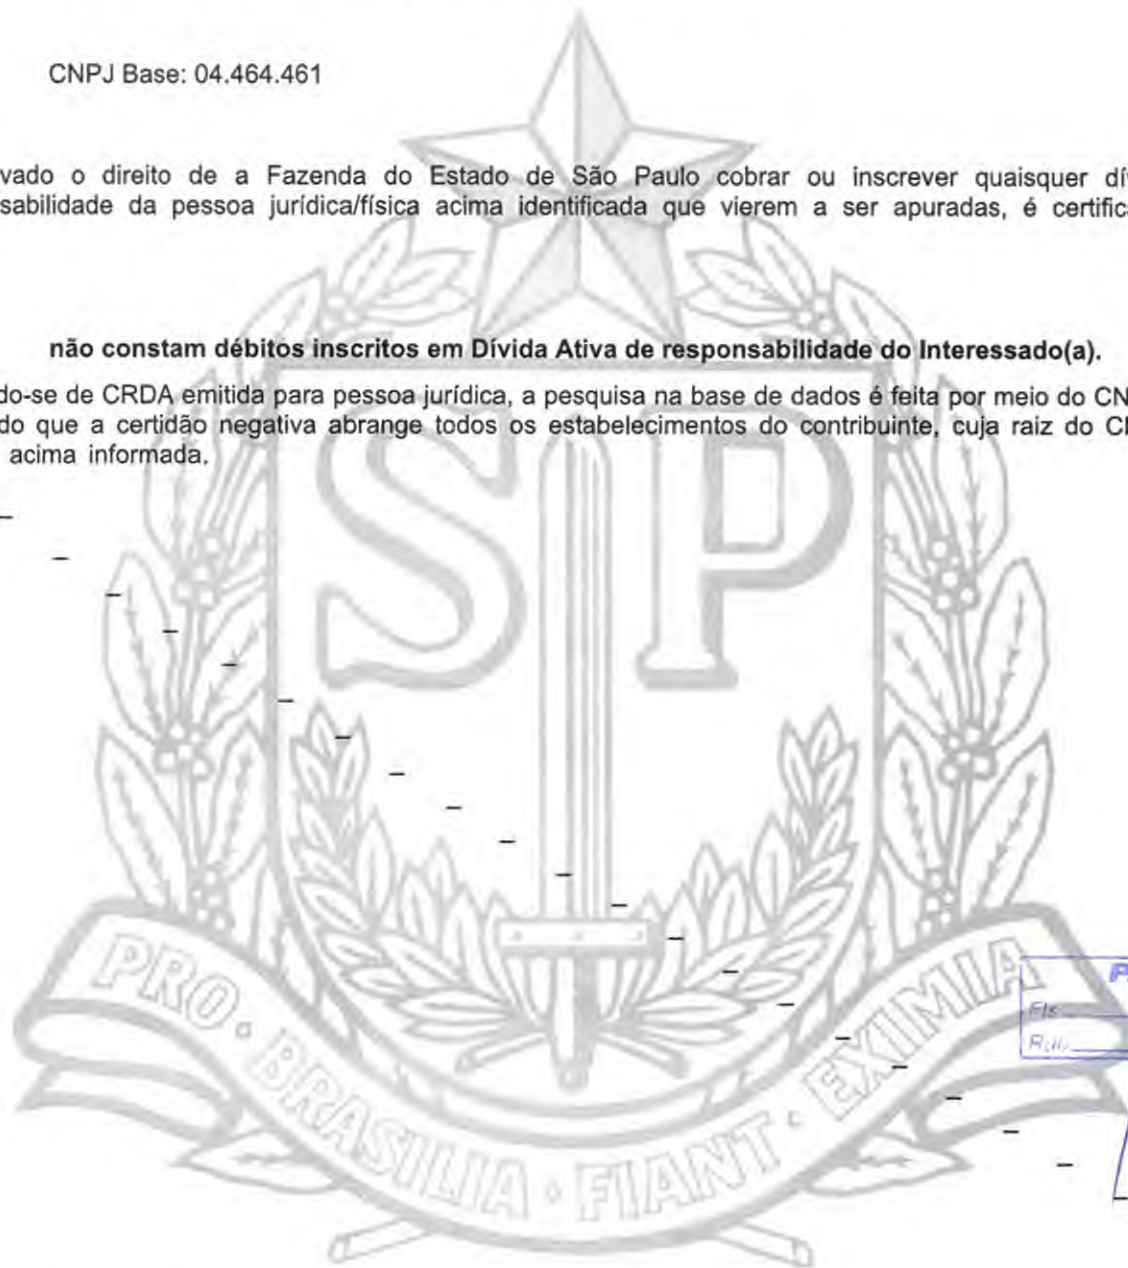 CNPJ Base: 04.464.461
vado o direito de a Fazenda do Estado de São Paulo cobrar ou inscrever quaisquer dí
sabilidade da pessoa jurídica/física acima identificada que vierem a ser apuradas, é certific
não constam débitos inscritos em Dívida Ativa de responsabilidade do Interessado(a).
do-se de CRDA emitida para pessoa jurídica, a pesquisa na base de dados é feita por meio do CN
do que a certidão negativa abrange todos os estabelecimentos do contribuinte, cuja raiz do C
acima informada.
SP
PRO • BRASILIA • FIANT • EXIMIA
Fls